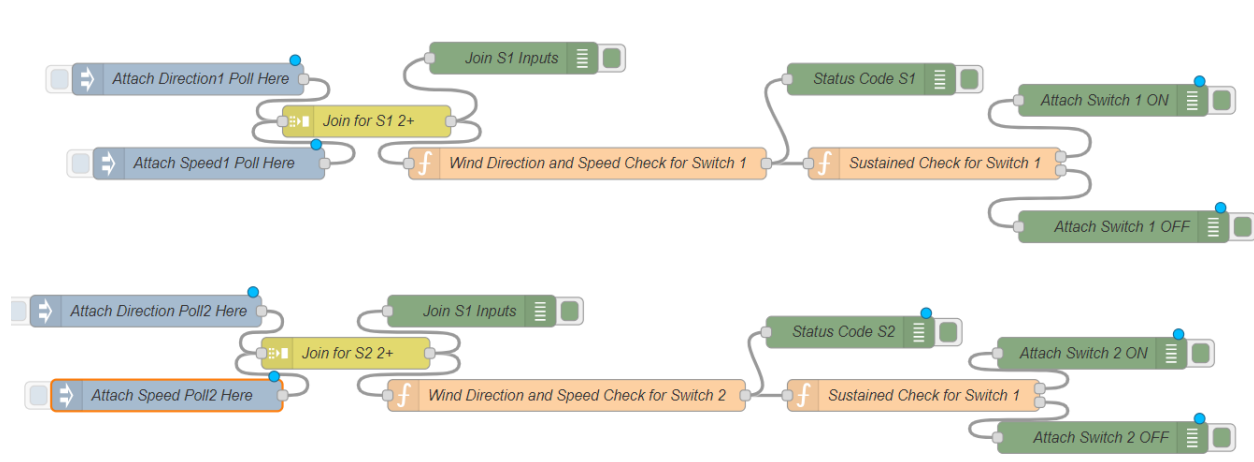 Join S1 Inputs
Attach Direction1 Poll Here
Status Code S1
Attach Switch 1 ON
Join for S1 2+
Attach Speed1 Poll Here
Wind Direction and Speed Check for Switch 1
Sustained Check for Switch 1
Attach Switch 1 OFF
Attach Direction Poll2 Here
Join S1 Inputs
Status Code S2
Join for S2 2+
Attach Switch 2 ON
Attach Speed Poll2 Here
Wind Direction and Speed Check for Switch 2
Sustained Check for Switch 1
Attach Switch 2 OFF